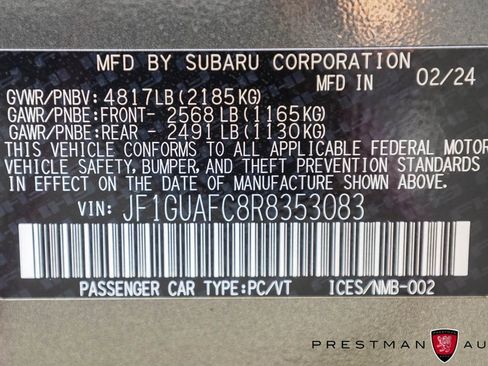 MFD BY SUBARU CORPORATION
MFD IN 02/24
GVWR/PNBV: 4817LB(2185KG)
GAWR/PNBE:FRONT- 2568 LB(1165KG)
GAWR/PNBE:REAR - 2491 LB(1130KG)
THIS VEHICLE CONFORMS TO ALL APPLICABLE FEDERAL MOTOR
VEHICLE SAFETY, BUMPER, AND THEFT PREVENTION STANDARDS
IN EFFECT ON THE DATE OF MANUFACTURE SHOWN ABOVE.
VIN: JF1GUAFC8R8353083
PASSENGER CAR TYPE:PC/VT ICES/NMB-002
PRESTMAN AU